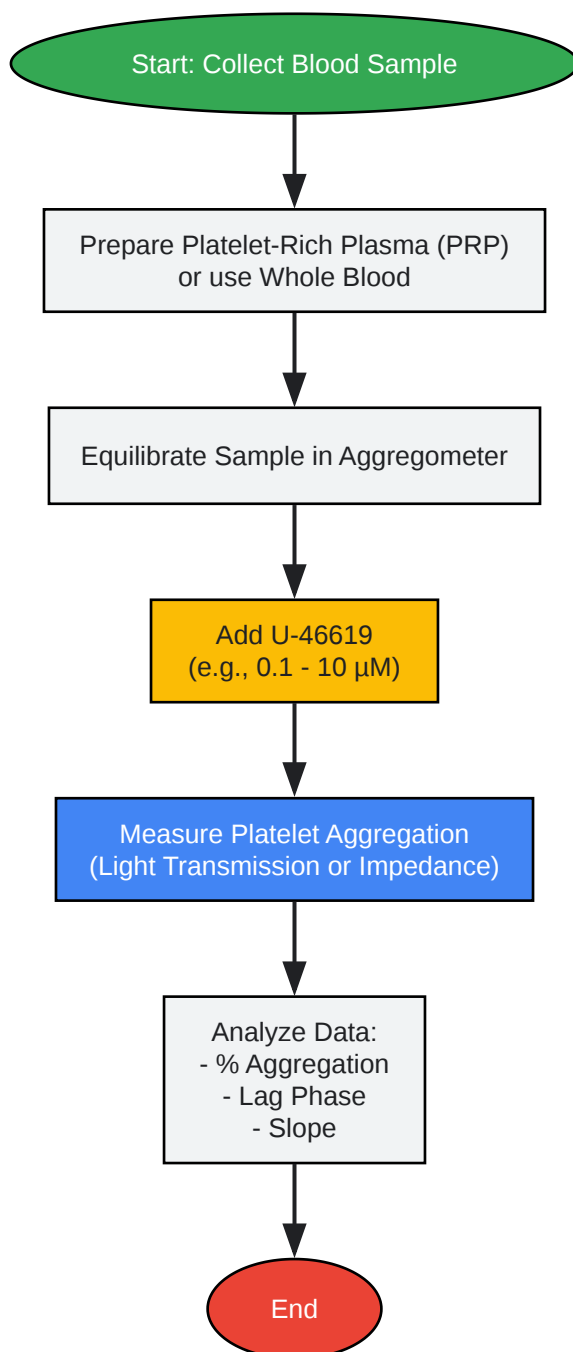 Start: Collect Blood Sample
Prepare Platelet-Rich Plasma (PRP)
or use Whole Blood
Equilibrate Sample in Aggregometer
Add U-46619
(e.g., 0.1 - 10 µM)
Measure Platelet Aggregation
(Light Transmission or Impedance)
Analyze Data:
- % Aggregation
- Lag Phase
- Slope
End